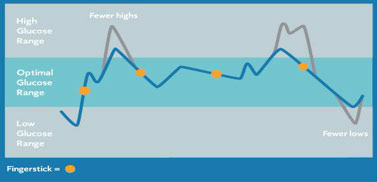 Fewer highs
High
Glucose
Range
Optimal
Glucose
Range
Low
Glucose
Range
Fewer lows
Fingerstick =